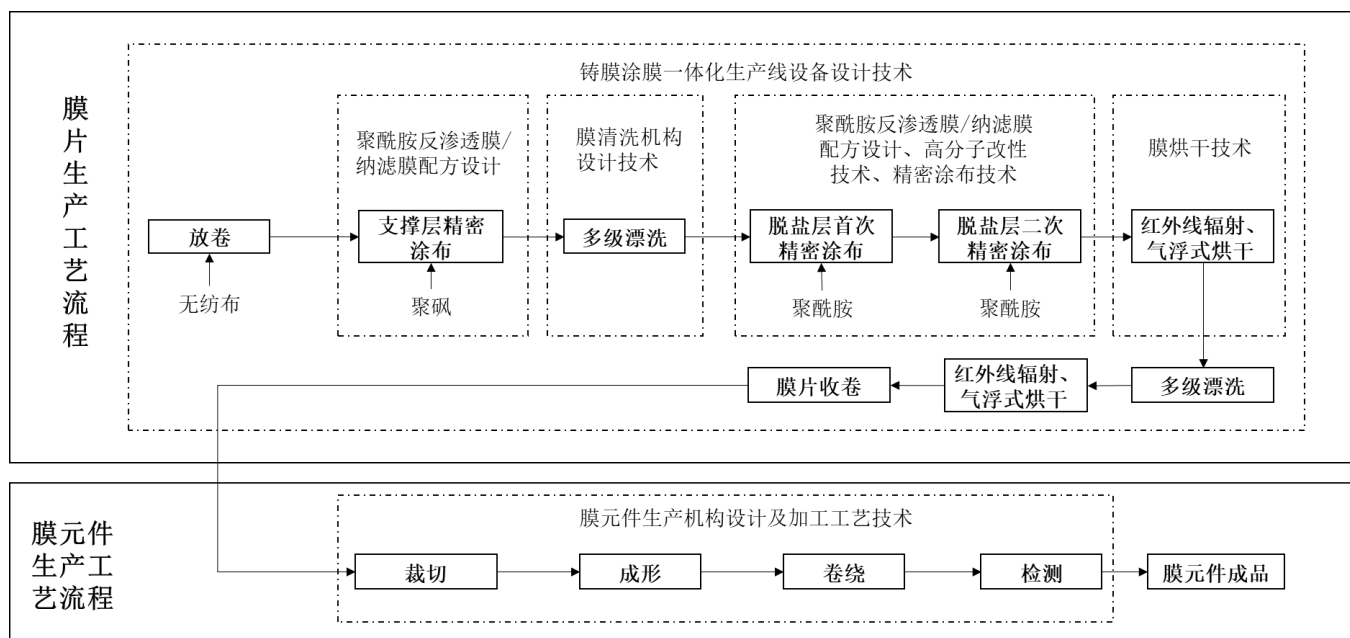 膜片生产工艺流程
铸膜涂膜一体化生产线设备设计技术
聚酰胺反渗透膜/
纳滤膜配方设计
膜清洗机构
设计技术
聚酰胺反渗透膜/纳滤膜
配方设计、高分子改性
技术、精密涂布技术
膜烘干技术
放卷
支撑层精密
涂布
多级漂洗
脱盐层首次
精密涂布
脱盐层二次
精密涂布
红外线辐射、
气浮式烘干
无纺布
聚砜
聚酰胺
聚酰胺
膜片收卷
红外线辐射、
气浮式烘干
多级漂洗
膜元件
生产工
艺流程
膜元件生产机构设计及加工工艺技术
裁切
成形
卷绕
检测
膜元件成品